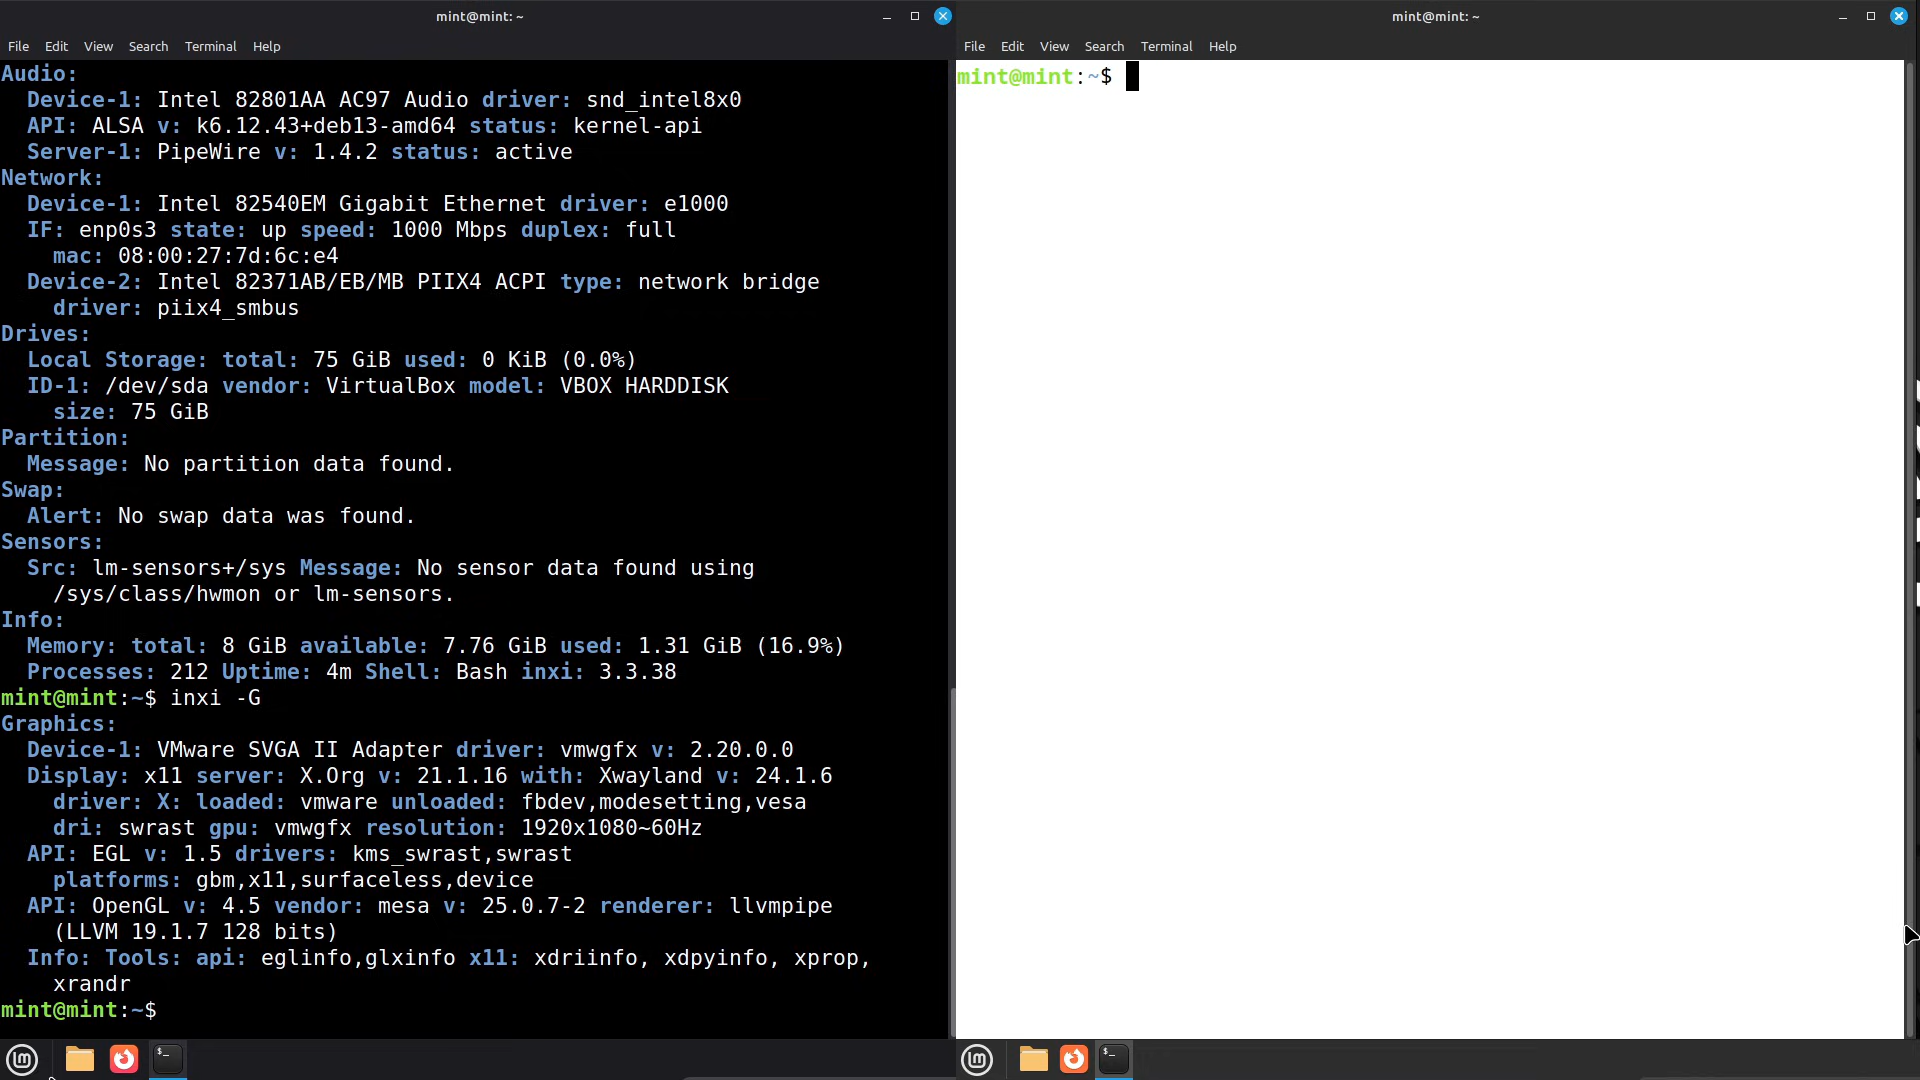 mint@mint: ~
File Edit View Search Terminal Help
Audio:
Device-1: Intel 82801AA AC97 Audio driver: snd_intel8x0
API: ALSA v: k6.12.43+deb13-amd64 status: kernel-api
Server-1: PipeWire v: 1.4.2 status: active
Network:
Device-1: Intel 82540EM Gigabit Ethernet driver: e1000
IF: enp0s3 state: up speed: 1000 Mbps duplex: full
mac: 08:00:27:7d:6c:e4
Device-2: Intel 82371AB/EB/MB PIIX4 ACPI type: network bridge
driver: piix4_smbus
Drives:
Local Storage: total: 75 GiB used: 0 KiB (0.0%)
ID-1: /dev/sda vendor: VirtualBox model: VBOX HARDDISK
size: 75 GiB
Partition:
Message: No partition data found.
Swap:
Alert: No swap data was found.
Sensors:
Src: lm-sensors+/sys Message: No sensor data found using
/sys/class/hwmon or lm-sensors.
Info:
Memory: total: 8 GiB available: 7.76 GiB used: 1.31 GiB (16.9%)
Processes: 212 Uptime: 4m Shell: Bash inxi: 3.3.38
mint@mint:~$ inxi -G
Graphics:
Device-1: VMware SVGA II Adapter driver: vmwgfx v: 2.20.0.0
Display: x11 server: X.Org v: 21.1.16 with: Xwayland v: 24.1.6
driver: X: loaded: vmware unloaded: fbdev,modesetting,vesa
dri: swrast gpu: vmwgfx resolution: 1920x1080~60Hz
API: EGL v: 1.5 drivers: kms_swrast,swrast
platforms: gbm,x11,surfaceless,device
API: OpenGL v: 4.5 vendor: mesa v: 25.0.7-2 renderer: llvmpipe
(LLVM 19.1.7 128 bits)
Info: Tools: api: eglinfo,glxinfo x11: xdriinfo, xdpyinfo, xprop,
xrandr
mint@mint:~$
mint@mint: ~
File Edit View Search Terminal Help
mint@mint:~$